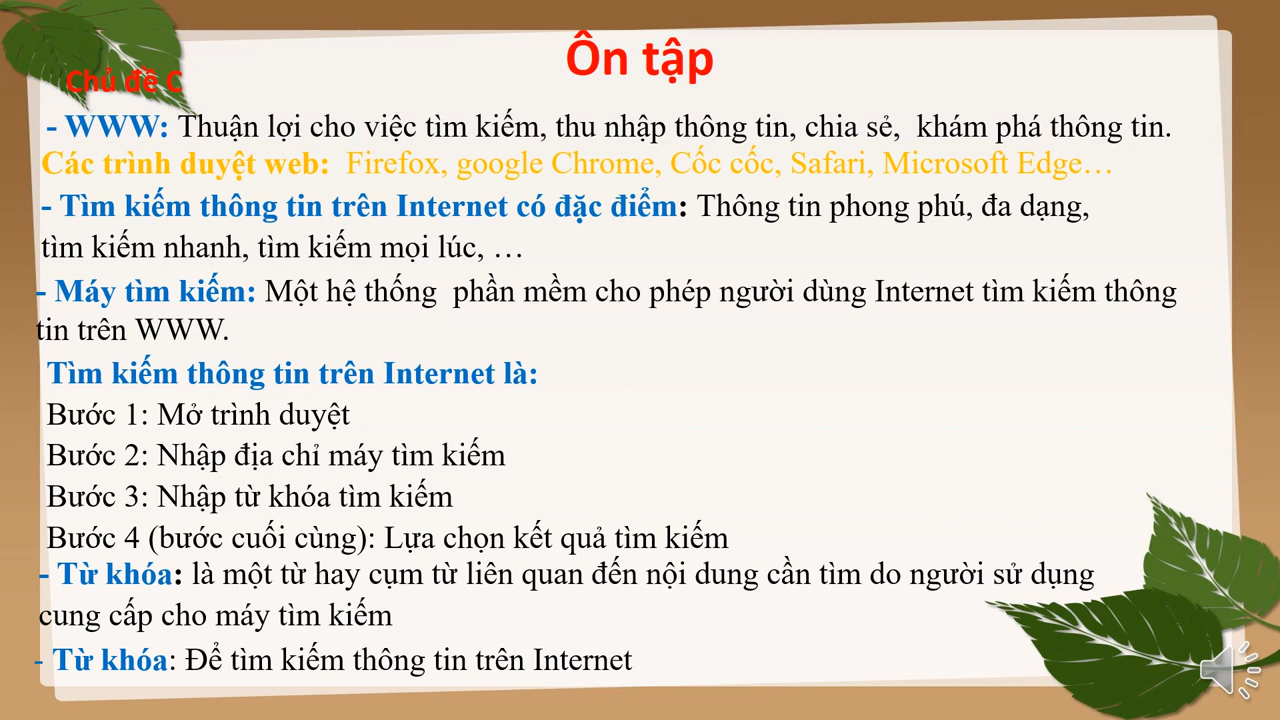 Ôn tập
Chủ đề C
- WWW: Thuận lợi cho việc tìm kiếm, thu nhập thông tin, chia sẻ, khám phá thông tin.
Các trình duyệt web: Firefox, google Chrome, Cốc cốc, Safari, Microsoft Edge…
- Tìm kiếm thông tin trên Internet có đặc điểm: Thông tin phong phú, đa dạng,
tìm kiếm nhanh, tìm kiếm mọi lúc, …
- Máy tìm kiếm: Một hệ thống phần mềm cho phép người dùng Internet tìm kiếm thông
tin trên WWW.
Tìm kiếm thông tin trên Internet là:
Bước 1: Mở trình duyệt
Bước 2: Nhập địa chỉ máy tìm kiếm
Bước 3: Nhập từ khóa tìm kiếm
Bước 4 (bước cuối cùng): Lựa chọn kết quả tìm kiếm
- Từ khóa: là một từ hay cụm từ liên quan đến nội dung cần tìm do người sử dụng
cung cấp cho máy tìm kiếm
- Từ khóa: Để tìm kiếm thông tin trên Internet